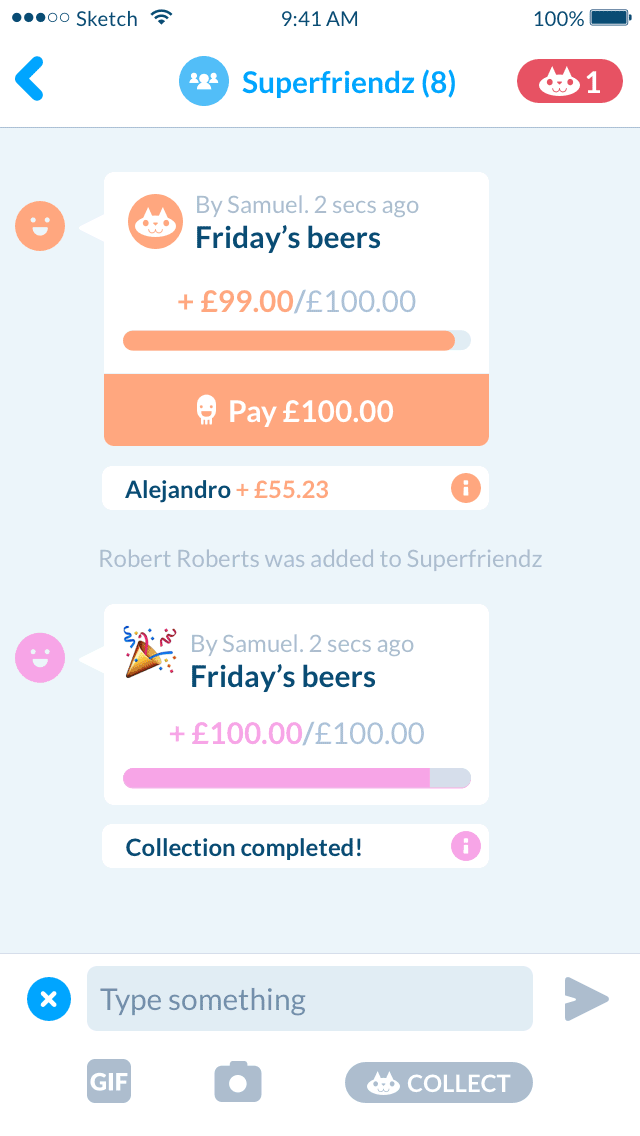 Sketch 9:41 AM 100%
Superfriendz (8) 1
By Samuel. 2 secs ago
Friday’s beers
+ £99.00/£100.00
Pay £100.00
Alejandro + £55.23
Robert Roberts was added to Superfriendz
By Samuel. 2 secs ago
Friday’s beers
+ £100.00/£100.00
Collection completed!
Type something
GIF COLLECT